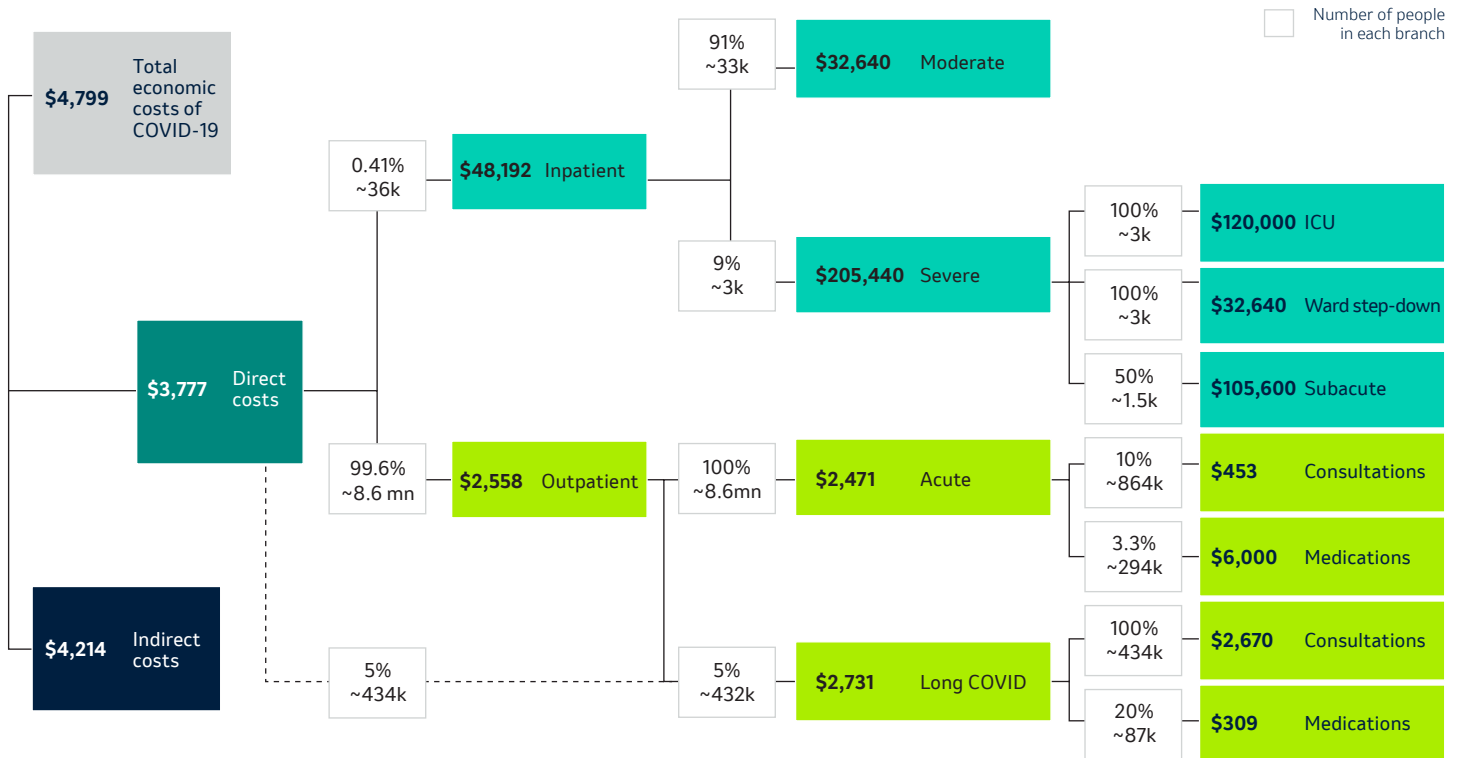 Number of people
in each branch
$4,799
Total
economic
costs of
COVID-19
$3,777
Direct
costs
$4,214
Indirect
costs
0.41%
~36k
$48,192 Inpatient
91%
~33k
$32,640 Moderate
9%
~3k
$205,440 Severe
100%
~3k
$120,000 ICU
100%
~3k
$32,640 Ward step-down
50%
~1.5k
$105,600 Subacute
99.6%
~8.6 mn
$2,558 Outpatient
100%
~8.6mn
$2,471 Acute
10%
~864k
$453 Consultations
3.3%
~294k
$6,000 Medications
5%
~434k
5%
~432k
$2,731 Long COVID
100%
~434k
$2,670 Consultations
20%
~87k
$309 Medications